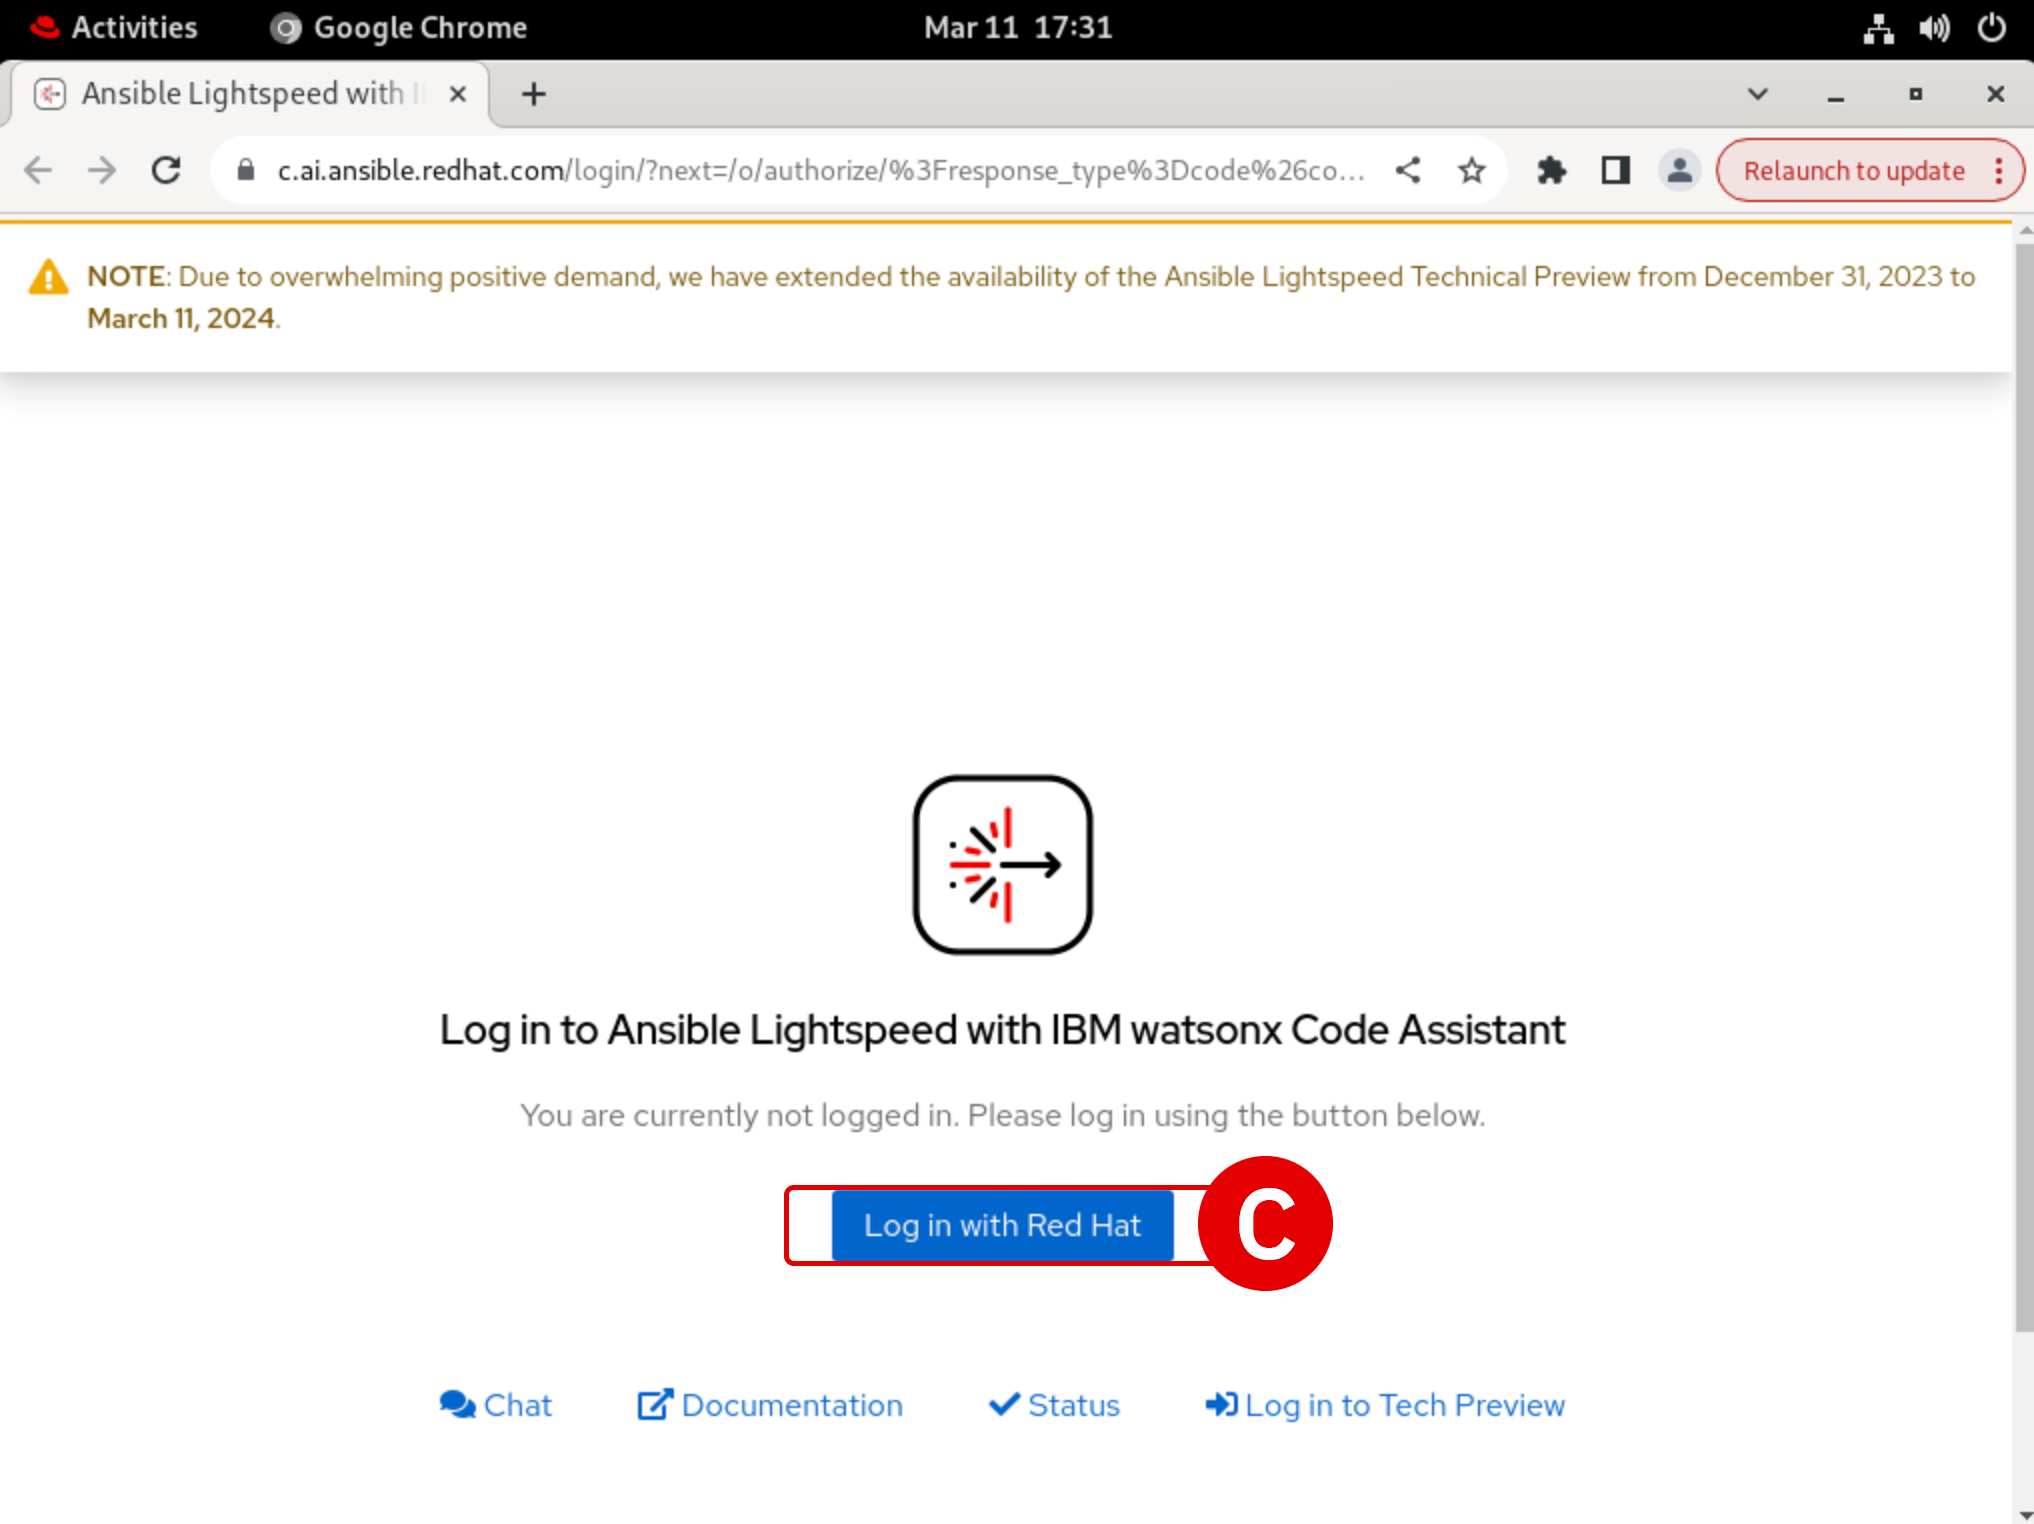 Activities Google Chrome Mar 11 17:31
Ansible Lightspeed with
c.ai.ansible.redhat.com/login/?next=/o/authorize/%3Fresponse_type%3Dcode%26co... Relaunch to update
NOTE: Due to overwhelming positive demand, we have extended the availability of the Ansible Lightspeed Technical Preview from December 31, 2023 to
March 11, 2024.
Log in to Ansible Lightspeed with IBM watsonx Code Assistant
You are currently not logged in. Please log in using the button below.
Log in with Red Hat C
Chat Documentation Status Log in to Tech Preview